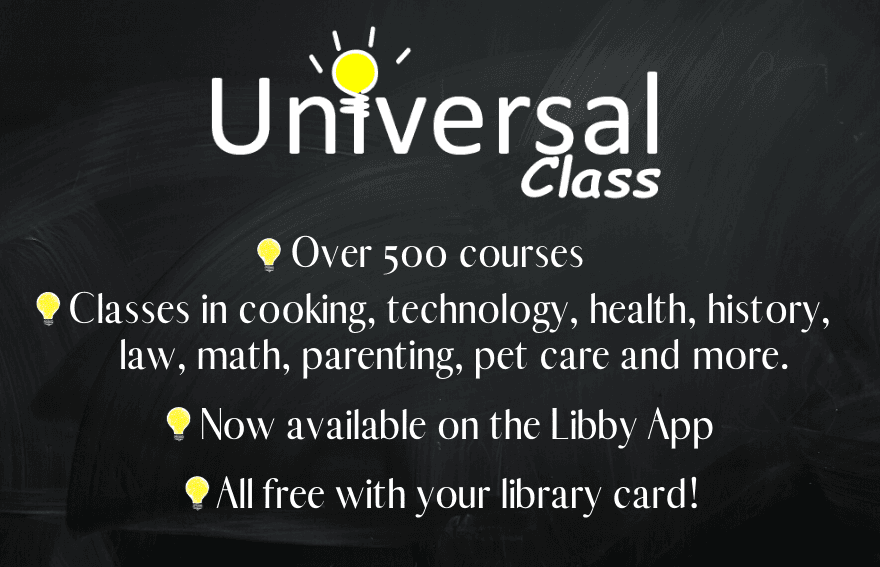 Universal
Class
Over 500 courses
Classes in cooking, technology, health, history,
law, math, parenting, pet care and more.
Now available on the Libby App
All free with your library card!